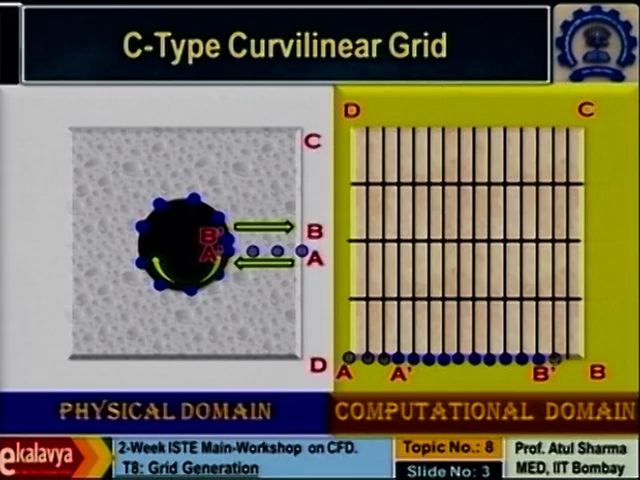 C-Type Curvilinear Grid
D
C
C
B'
B
A'
A
D
A
A'
B'
B
PHYSICAL DOMAIN
COMPUTATIONAL DOMAIN
ekalavya
2-Week ISTE Main-Workshop on CFD.
T8: Grid Generation
Topic No.: 8
Slide No: 3
Prof. Atul Sharma
MED, IIT Bombay